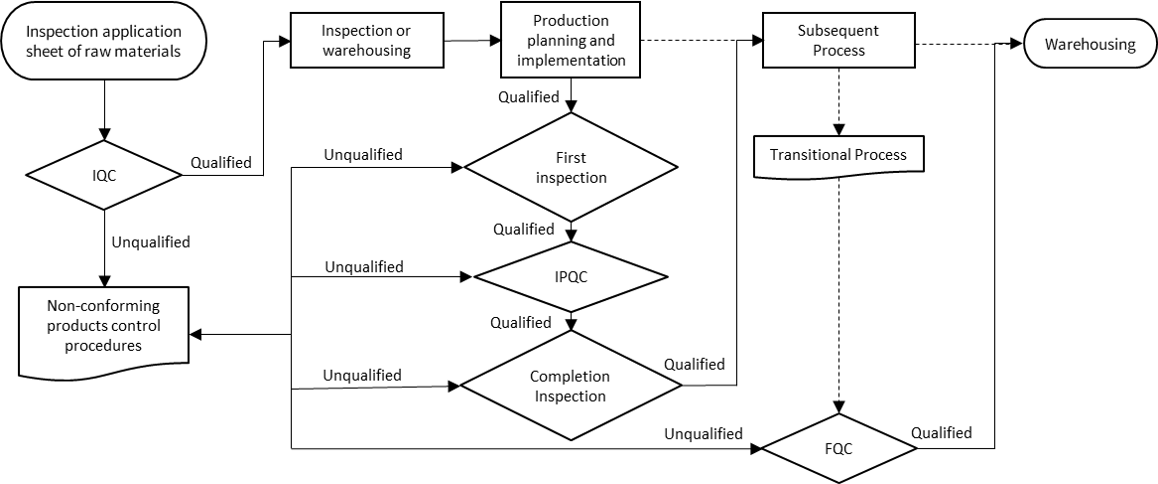 Inspection application
sheet of raw materials
Inspection or
warehousing
Production
planning and
implementation
Subsequent
Process
Warehousing
Qualified
IQC
Qualified
Unqualified
First
inspection
Transitional Process
Unqualified
Qualified
Unqualified
IPQC
Non-conforming
products control
procedures
Qualified
Unqualified
Completion
Inspection
Qualified
Unqualified
FQC
Qualified